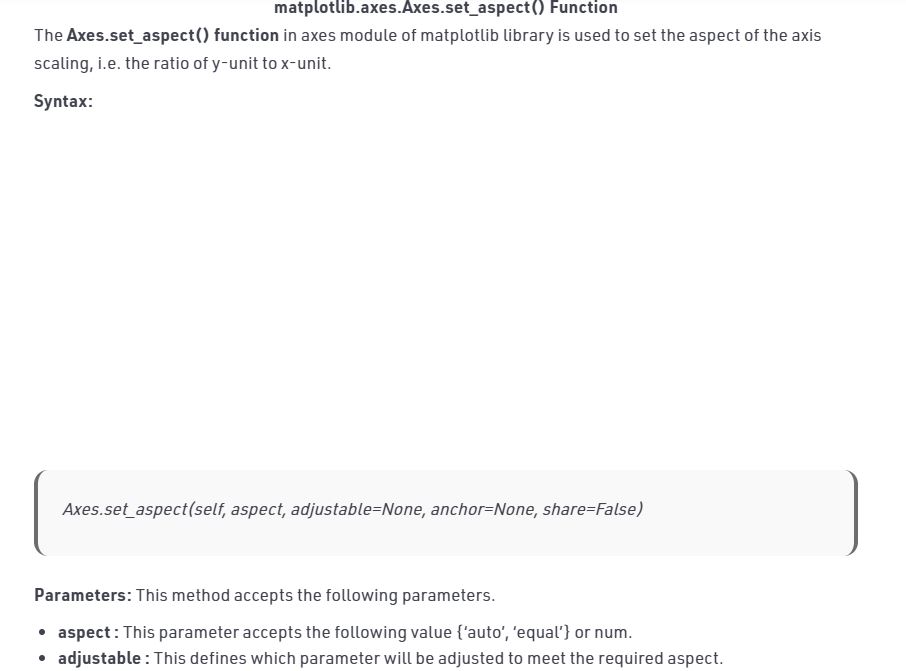 matplotlib.axes.Axes.set_aspect() Function
The Axes.set_aspect() function in axes module of matplotlib library is used to set the aspect of the axis
scaling, i.e. the ratio of y-unit to x-unit.
Syntax:
Axes.set_aspect(self, aspect, adjustable=None, anchor=None, share=False)
Parameters: This method accepts the following parameters.
• aspect : This parameter accepts the following value {‘auto’, ‘equal’} or num.
• adjustable : This defines which parameter will be adjusted to meet the required aspect.